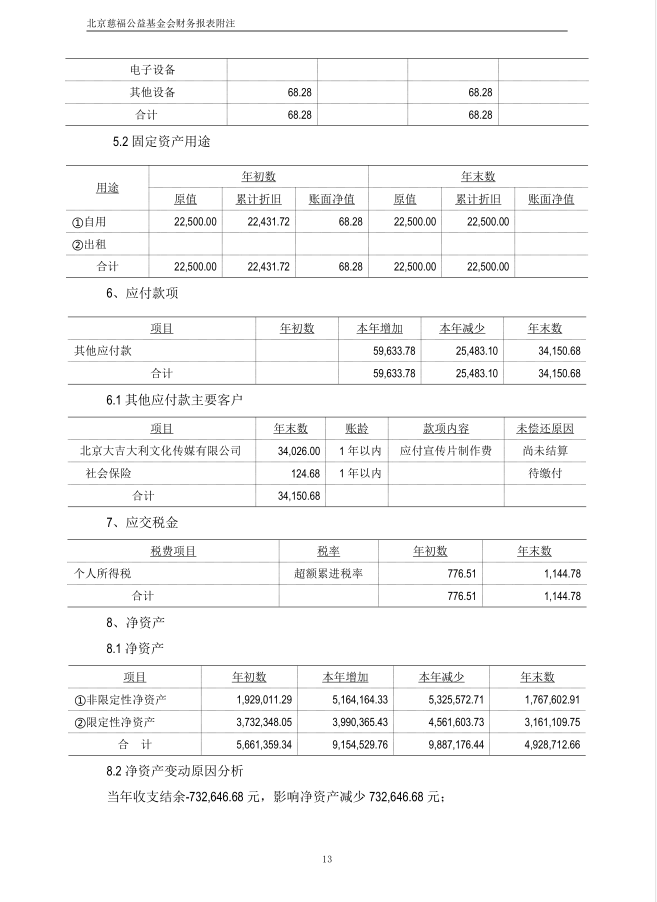 北京慈福公益基金会财务报表附注
电子设备
其他设备 68.28 68.28
合计 68.28 68.28
5.2 固定资产用途
用途 年初数 年末数
原值 累计折旧 账面净值 原值 累计折旧 账面净值
①自用 22,500.00 22,431.72 68.28 22,500.00 22,500.00
②出租
合计 22,500.00 22,431.72 68.28 22,500.00 22,500.00
6、应付款项
项目 年初数 本年增加 本年减少 年末数
其他应付款 59,633.78 25,483.10 34,150.68
合计 59,633.78 25,483.10 34,150.68
6.1 其他应付款主要客户
项目 年末数 账龄 款项内容 未偿还原因
北京大吉大利文化传媒有限公司 34,026.00 1 年以内 应付宣传片制作费 尚未结算
社会保险 124.68 1 年以内 待缴付
合计 34,150.68
7、应交税金
税费项目 税率 年初数 年末数
个人所得税 超额累进税率 776.51 1,144.78
合计 776.51 1,144.78
8、净资产
8.1 净资产
项目 年初数 本年增加 本年减少 年末数
①非限定性净资产 1,929,011.29 5,164,164.33 5,325,572.71 1,767,602.91
②限定性净资产 3,732,348.05 3,990,365.43 4,561,603.73 3,161,109.75
合 计 5,661,359.34 9,154,529.76 9,887,176.44 4,928,712.66
8.2 净资产变动原因分析
当年收支结余-732,646.68 元，影响净资产减少 732,646.68 元；
13